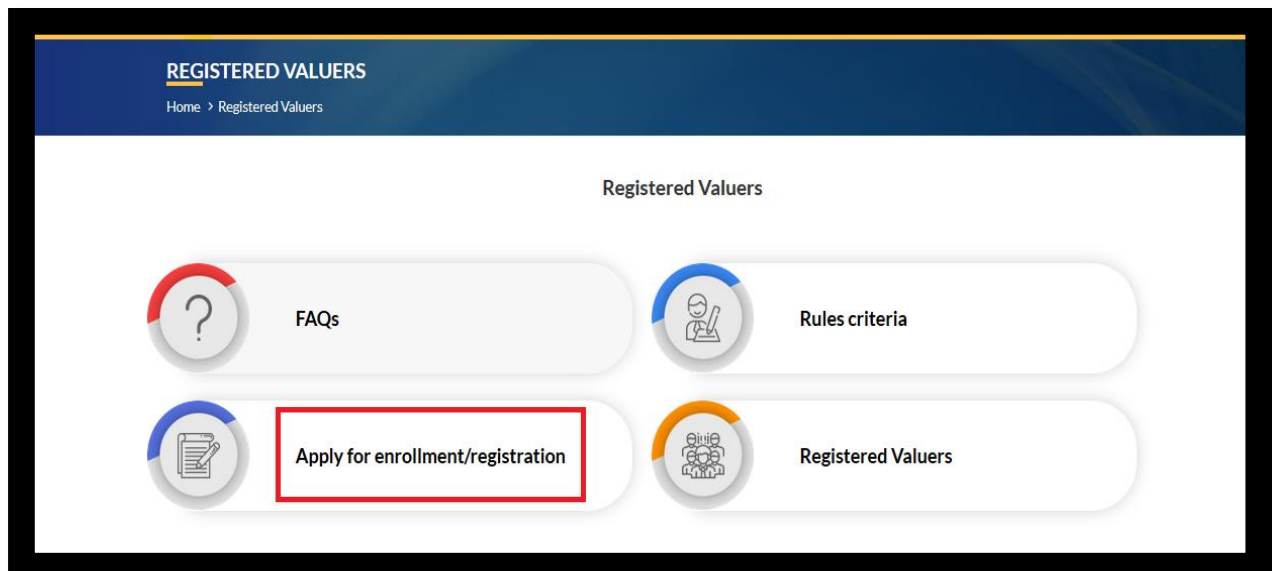 REGISTERED VALUERS
Home > Registered Valuers
Registered Valuers
FAQs
Rules criteria
Apply for enrollment/registration
Registered Valuers